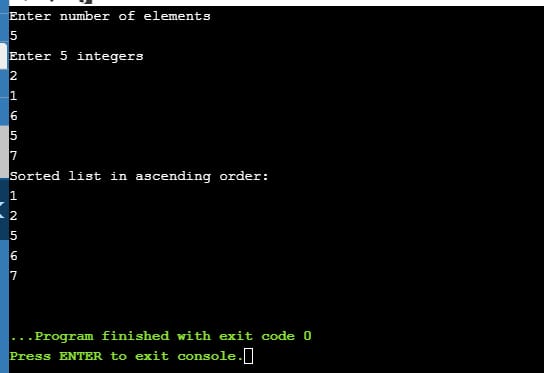 Enter number of elements
5
Enter 5 integers
2
1
6
5
7
Sorted list in ascending order:
1
2
5
6
7
...Program finished with exit code 0
Press ENTER to exit console.